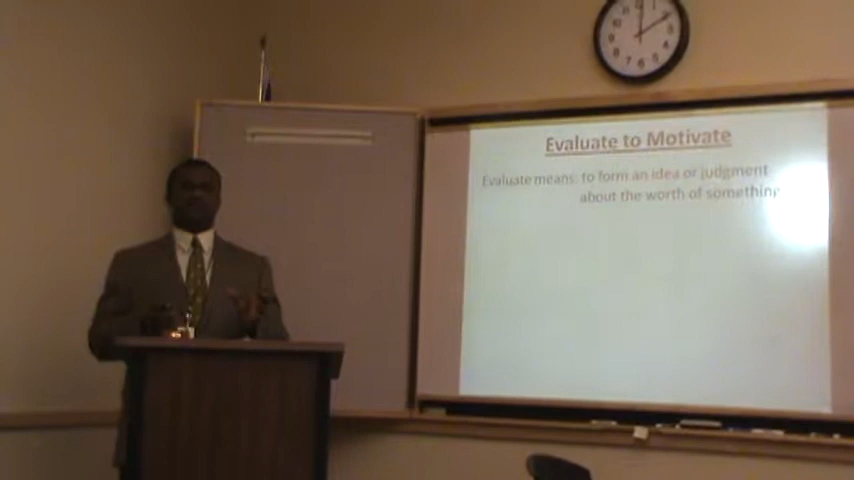 Evaluate to Motivate
Evaluate means: to form an idea or judgment
about the worth of something